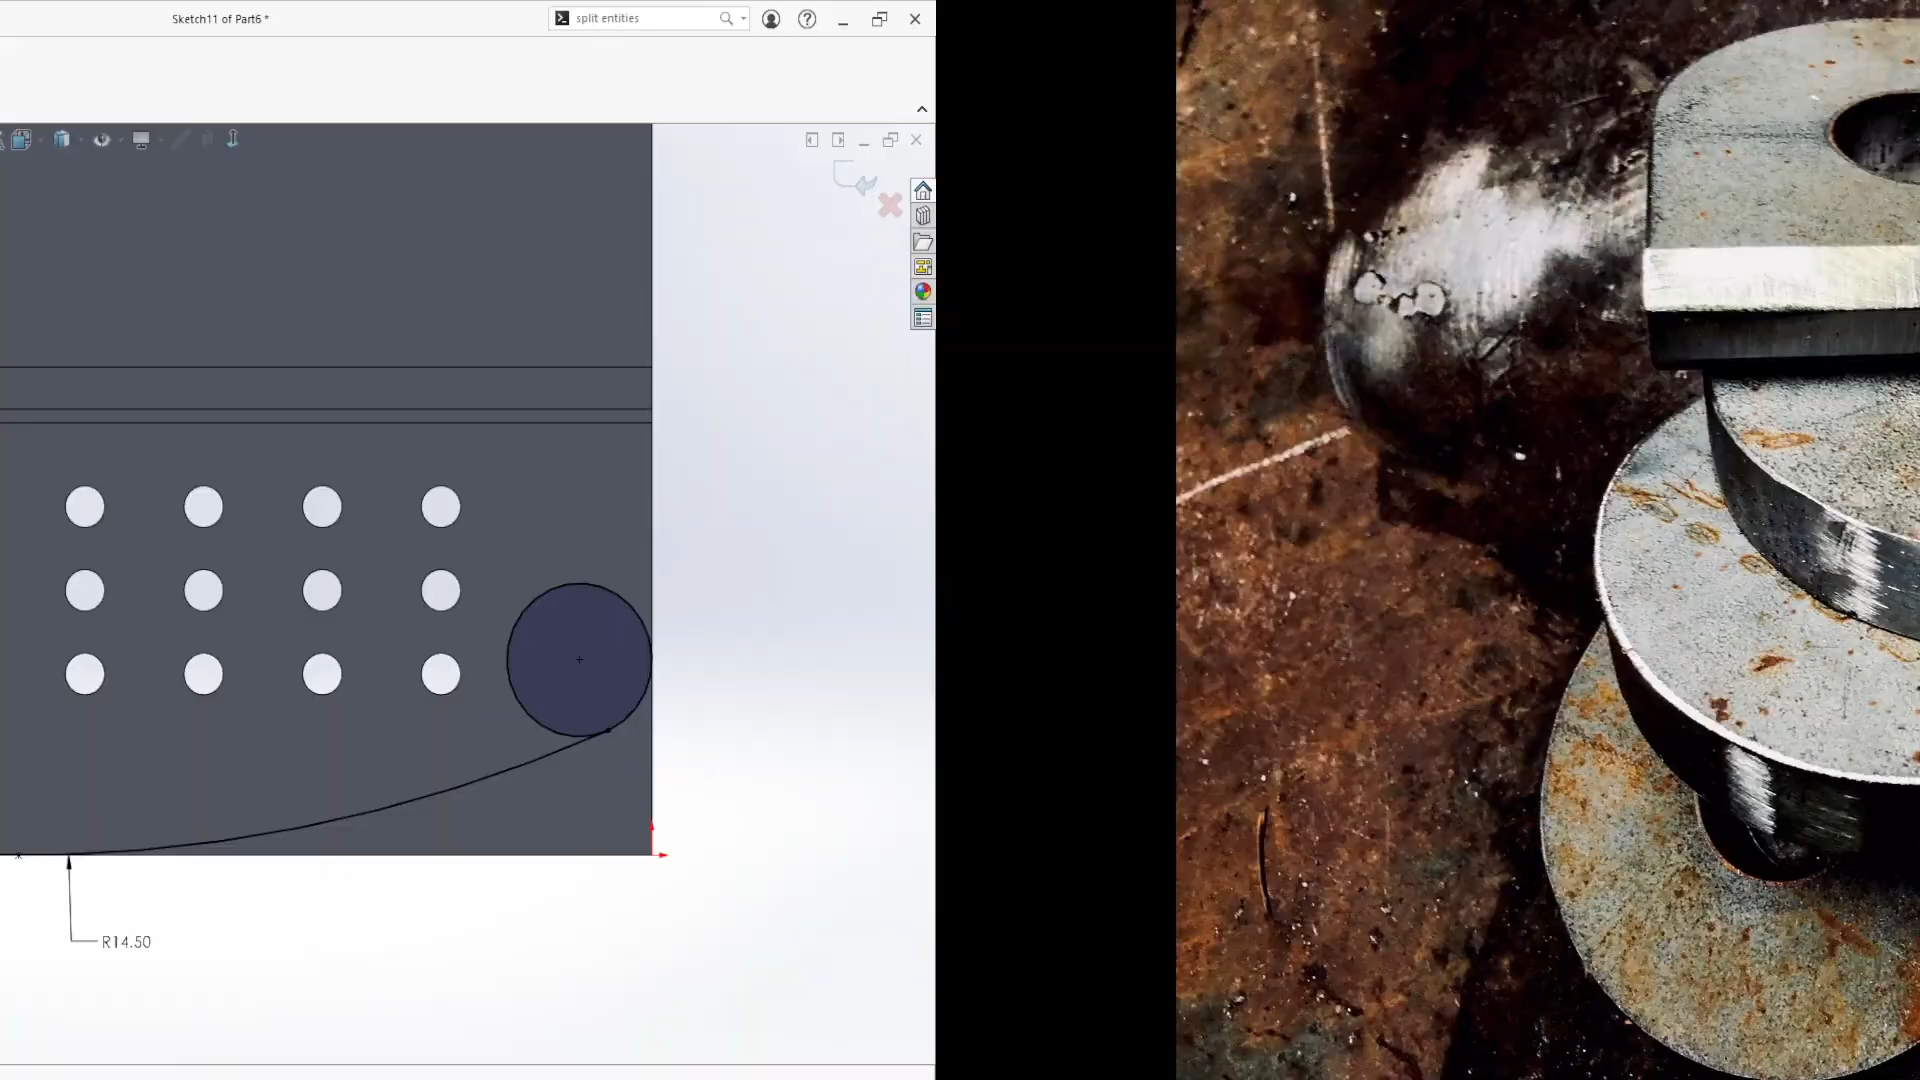 Sketch11 of Part6 *
split entities
R14.50